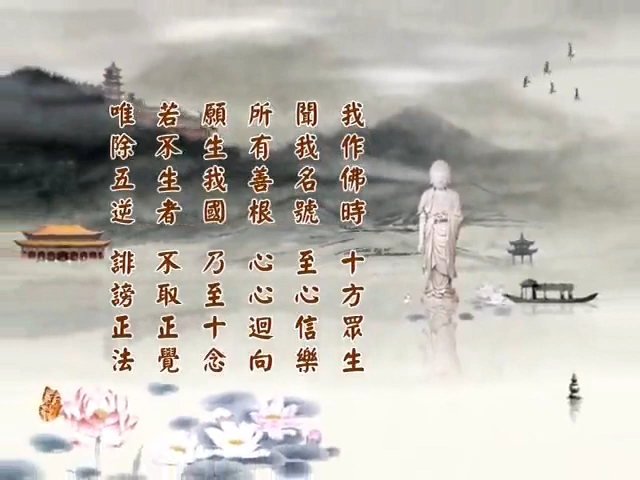 我作佛時 十方眾生
聞我名號 至心信樂
所有善根 心心迴向
願生我國 乃至十念
若不生者 不取正覺
唯除五逆 誹謗正法